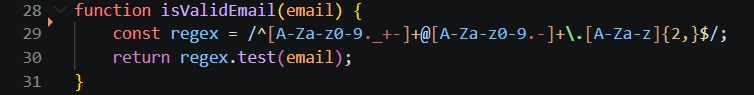 28 function isValidEmail(email) {
29     const regex = /^[A-Za-z0-9._+-]+@[A-Za-z0-9.-]+\.[A-Za-z]{2,}$/;
30     return regex.test(email);
31 }